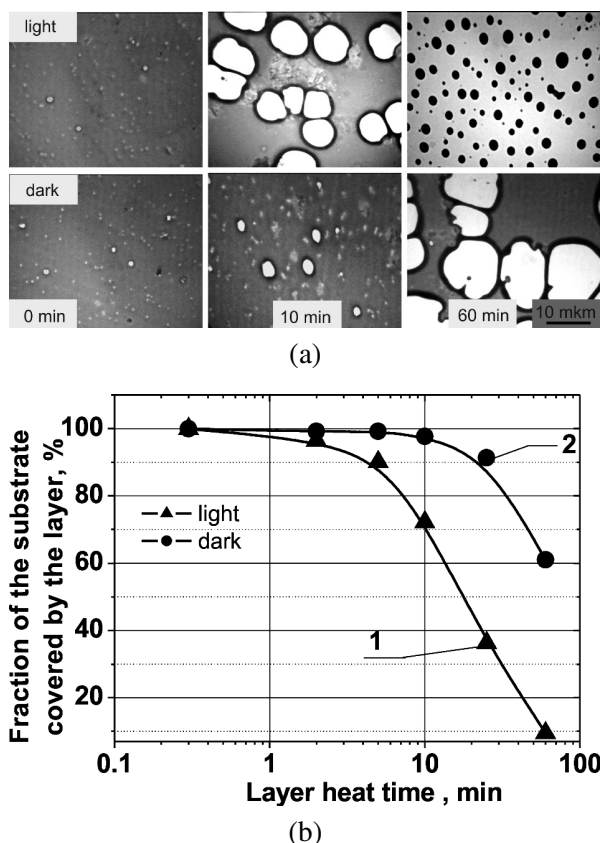 light
dark
0 min
10 min
60 min
10 mkm
(a)
Fraction of the substrate
covered by the layer, %
100
80
60
40
20
light
dark
2
1
0.1
1
10
100
Layer heat time , min
(b)